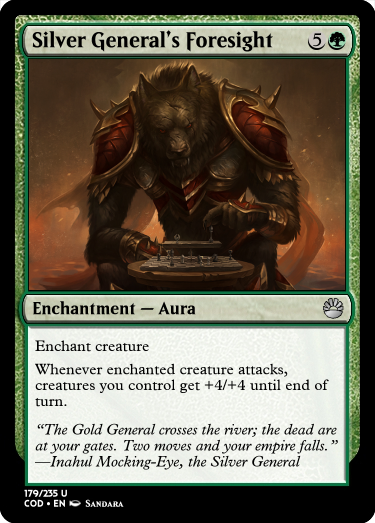 Silver General's Foresight 5
Enchantment — Aura
Enchant creature
Whenever enchanted creature attacks,
creatures you control get +4/+4 until end of
turn.
“The Gold General crosses the river; the dead are
at your gates. Two moves and your empire falls.”
—Inahul Mocking-Eye, the Silver General
179/235 U
COD • EN SANDARA